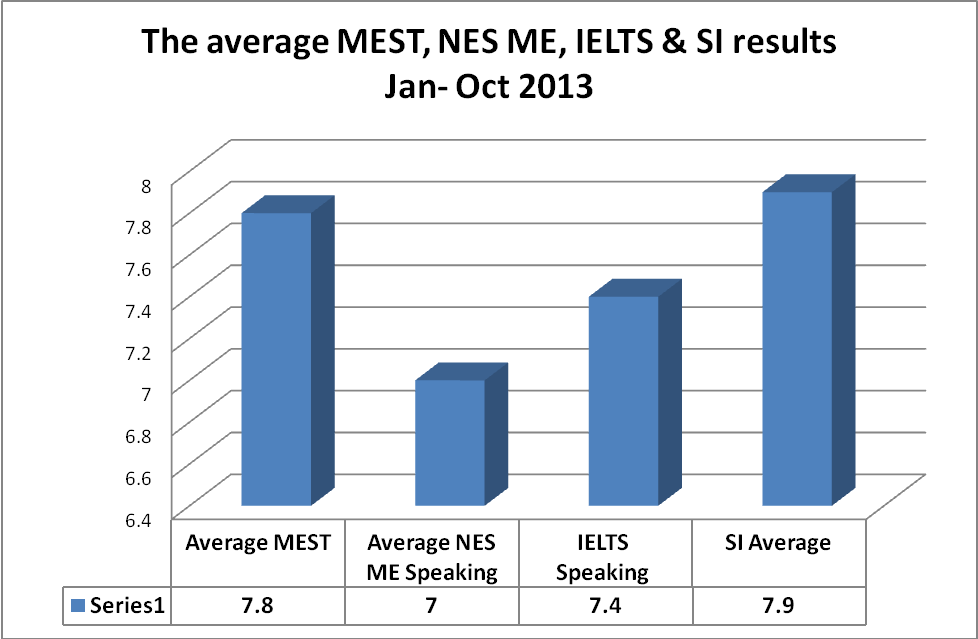 The average MEST, NES ME, IELTS & SI results
Jan- Oct 2013
8
7.8
7.6
7.4
7.2
7
6.8
6.6
6.4
Average MEST
Average NES
ME Speaking
IELTS
Speaking
SI Average
Series1 7.8 7 7.4 7.9